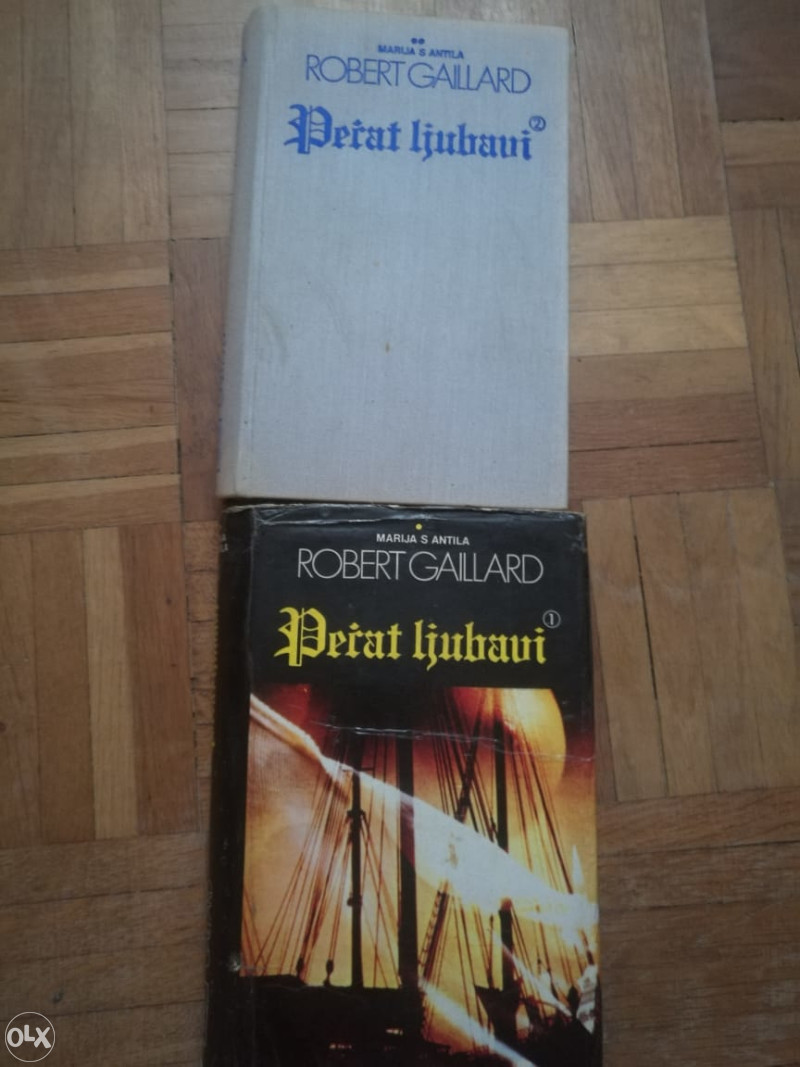 MARIJA S ANTILA
ROBERT GAILLARD
Pečat ljubavi ②
MARIJA S ANTILA
ROBERT GAILLARD
Pečat ljubavi ①
OLX